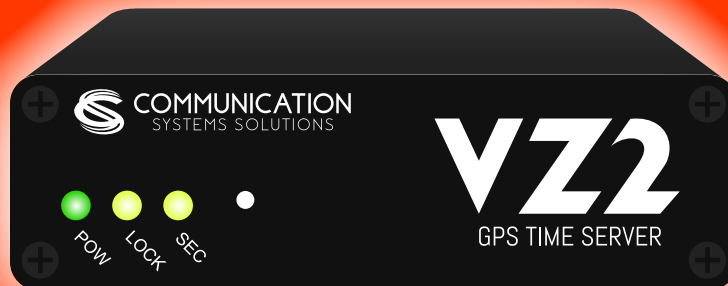 COMMUNICATION
SYSTEMS SOLUTIONS
VZ2
GPS TIME SERVER
POW
LOCK
SEC